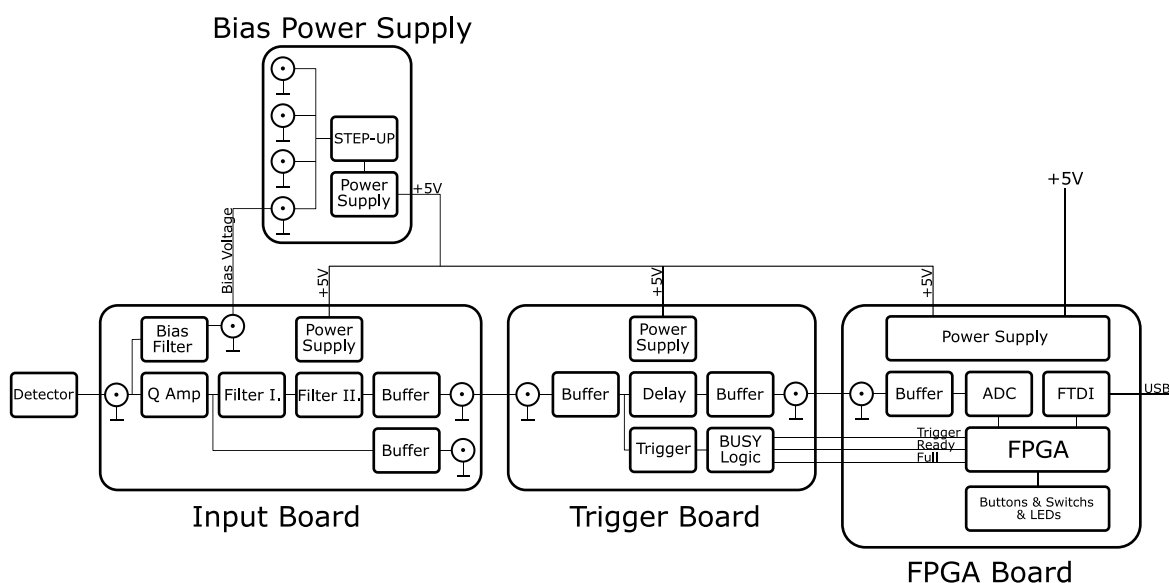 Bias Power Supply
STEP-UP
Power
Supply
+5V
Bias Voltage
+5V
+5V
+5V
+5V
Bias
Filter
Power
Supply
Detector
Q Amp
Filter I.
Filter II.
Buffer
Buffer
Input Board
Power
Supply
Buffer
Delay
Buffer
Trigger
BUSY
Logic
Trigger Board
Power Supply
Buffer
ADC
FTDI
USB
Trigger
Ready
Full
FPGA
Buttons & Switchs
& LEDs
FPGA Board